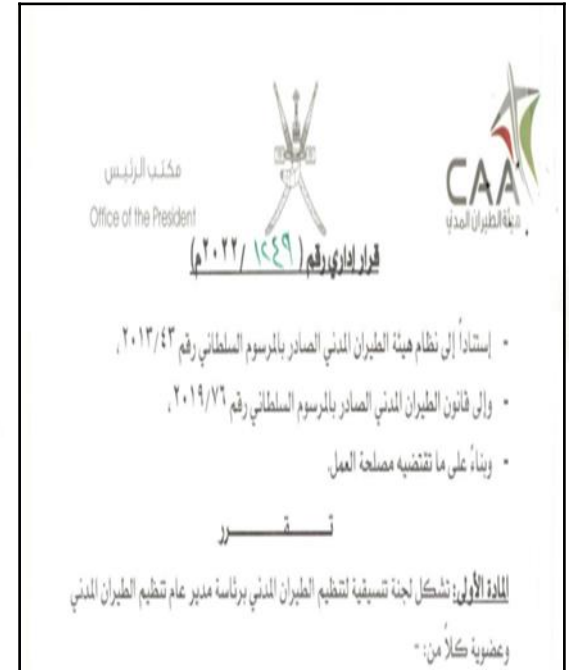 CAA
هيئة الطيران المدني
مكتب الرئيس
Office of the President
قرار إداري رقم ( ١٢٤٩ /٢٠٢٢م)
- إستناداً إلى نظام هيئة الطيران المدني الصادر بالمرسوم السلطاني رقم ٢٠١٣/٤٣ ،
- وإلى قانون الطيران المدني الصادر بالمرسوم السلطاني رقم ٢٠١٩/٧٦ ،
- وبناءً على ما تقتضيه مصلحة العمل.
تـــــقـــــــرر
المادة الأولى: تشكل لجنة تنسيقية لتنظيم الطيران المدني برئاسة مدير عام تنظيم الطيران المدني
وعضوية كلاً من: -